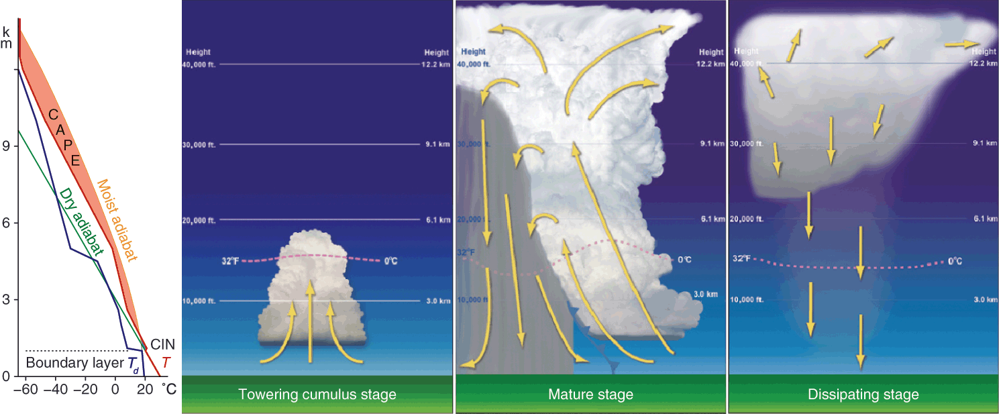 k
m
9
6
3
0
C
A
P
E
Dry adiabat
Moist adiabat
CIN
Boundary layer Td T
−60 −40 −20 0 20 °C
Height Height
40,000 ft. 12.2 km
30,000 ft. 9.1 km
20,000 ft. 6.1 km
32°F 0°C
10,000 ft. 3.0 km
Towering cumulus stage
Height Height
40,000 ft. 12.2 km
30,000 ft. 9.1 km
20,000 ft. 6.1 km
32°F 0°C
10,000 ft. 3.0 km
Mature stage
Height Height
40,000 ft. 12.2 km
30,000 ft. 9.1 km
20,000 ft. 6.1 km
32°F 0°C
10,000 ft. 3.0 km
Dissipating stage